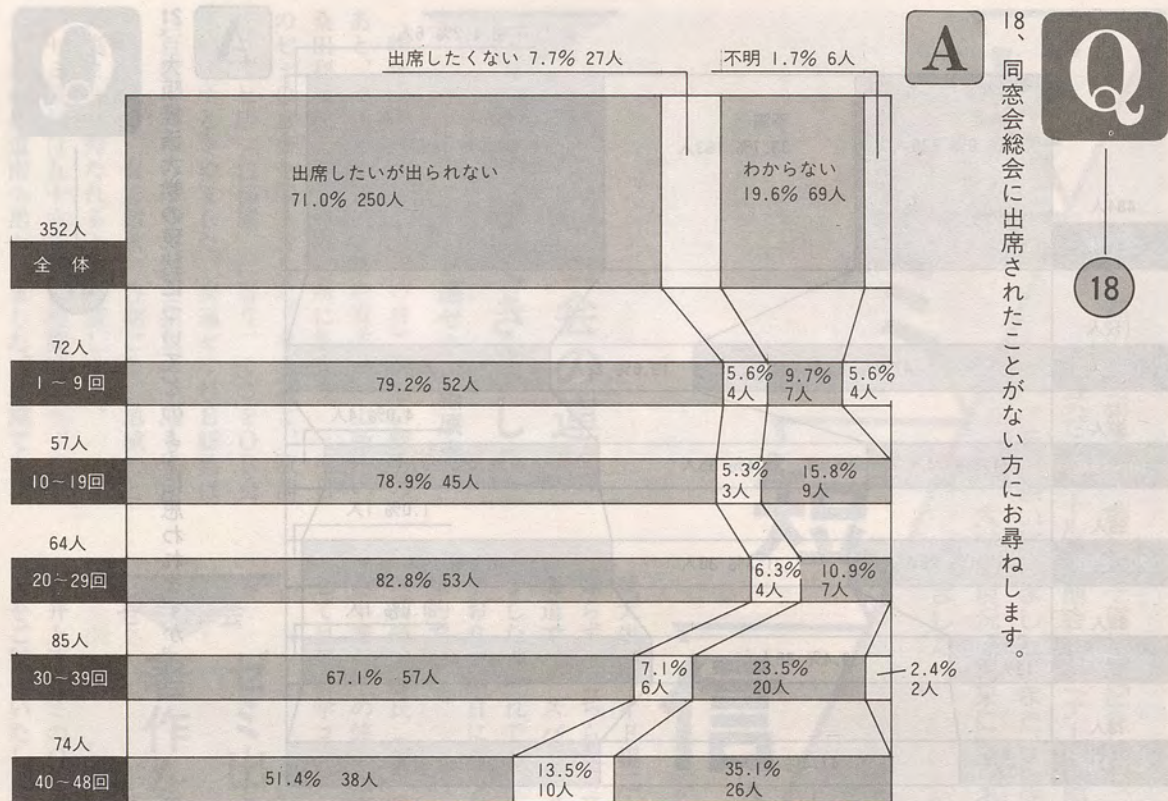 Q
18
18、同窓会総会に出席されたことがない方にお尋ねします。
A
出席したくない 7.7% 27人
不明 1.7% 6人
出席したいが出られない
71.0% 250人
わからない
19.6% 69人
352人
全体
72人
1～9回
79.2% 52人
5.6%
4人
9.7%
7人
5.6%
4人
57人
10～19回
78.9% 45人
5.3%
3人
15.8%
9人
64人
20～29回
82.8% 53人
6.3%
4人
10.9%
7人
85人
30～39回
67.1% 57人
7.1%
6人
23.5%
20人
2.4%
2人
74人
40～48回
51.4% 38人
13.5%
10人
35.1%
26人